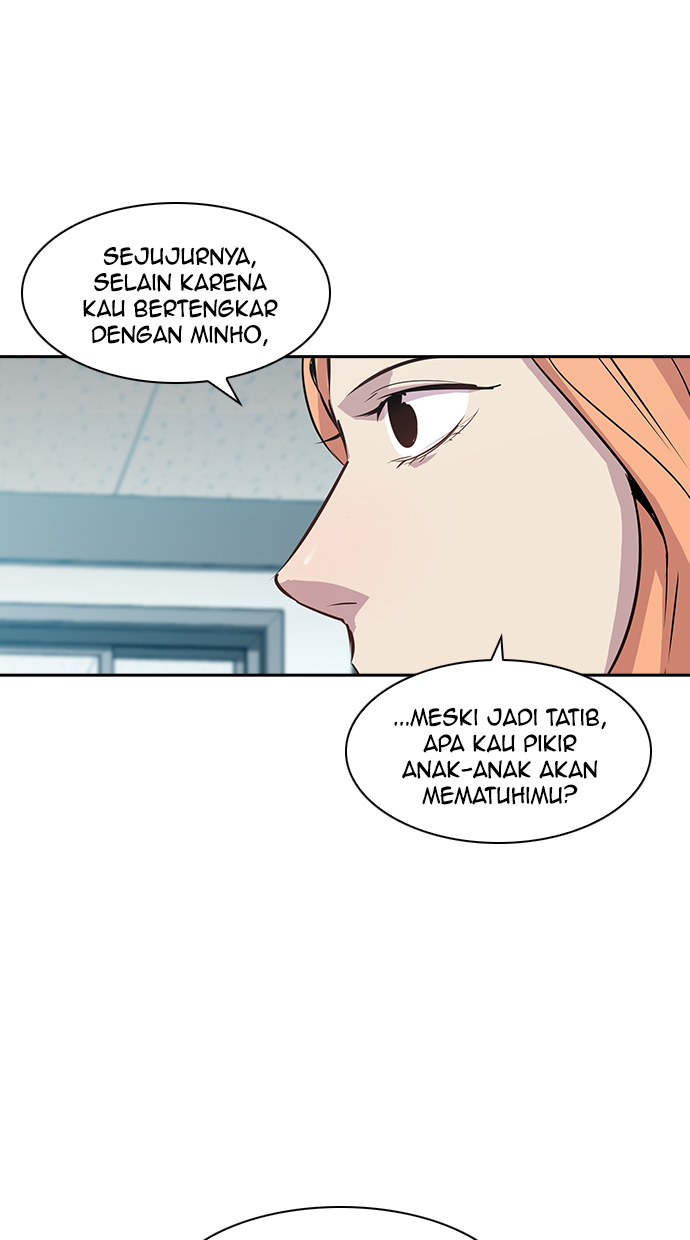 SEJUJURNYA,
SELAIN KARENA
KAU BERTENGKAR
DENGAN MINHO,
...MESKI JADI TATIB,
APA KAU PIKIR
ANAK-ANAK AKAN
MEMATUHIMU?